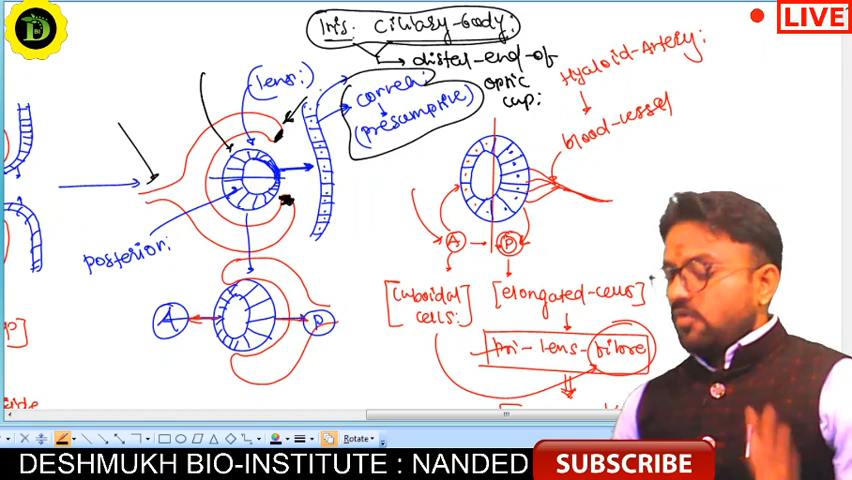 LIVE
Iris: ciliary-body:
distal-end-of
optic
cup:
Hyaloid-Artery:
blood-vessel
lens:
cornea:
(presumptive)
posterior:
A
P
A
P
[cuboidal
cells:]
[elongated-cells]
Pri-lens-fibre
P]
side
Rotate
DESHMUKH BIO-INSTITUTE : NANDED
SUBSCRIBE